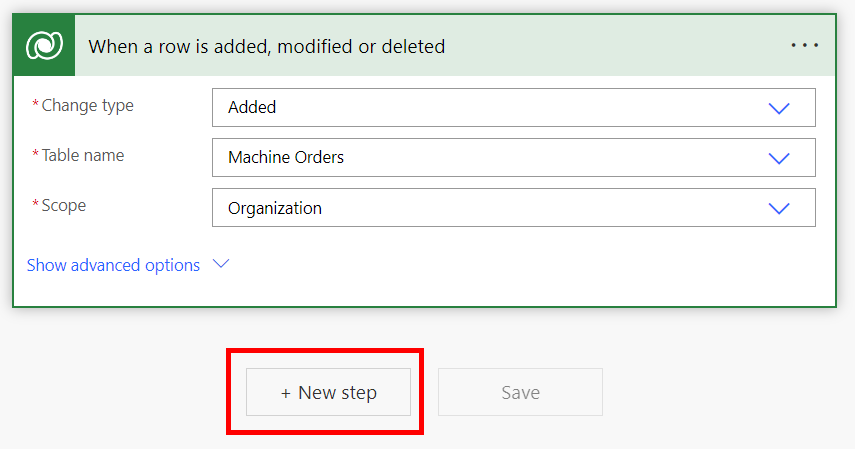 When a row is added, modified or deleted
* Change type
Added
* Table name
Machine Orders
* Scope
Organization
Show advanced options
+ New step
Save